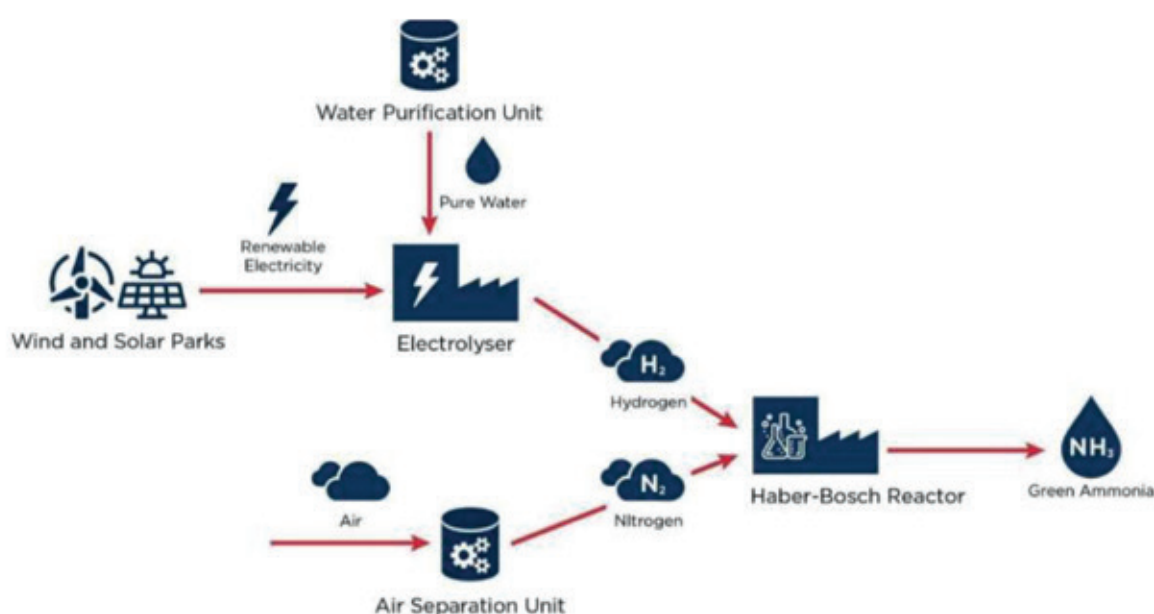 Water Purification Unit
Pure Water
Renewable
Electricity
Wind and Solar Parks
Electrolyser
H₂
Hydrogen
Air
N₂
NItrogen
Haber-Bosch Reactor
NH₃
Green Ammonia
Air Separation Unit